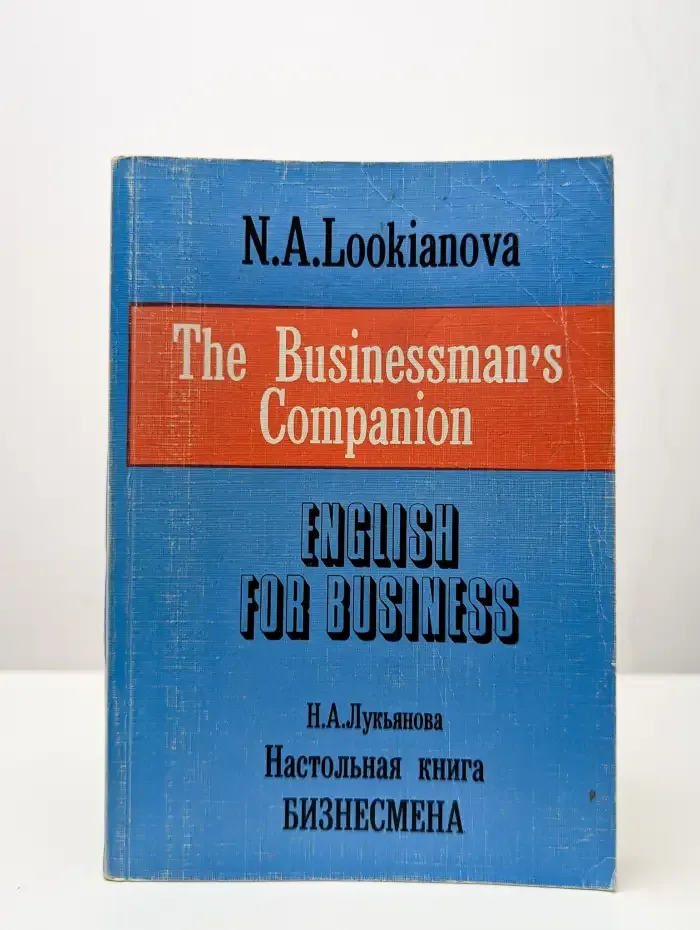 N.A.Lookianova
The Businessman's
Companion
ENGLISH
FOR BUSINESS
Н.А.Лукьянова
Настольная книга
БИЗНЕСМЕНА